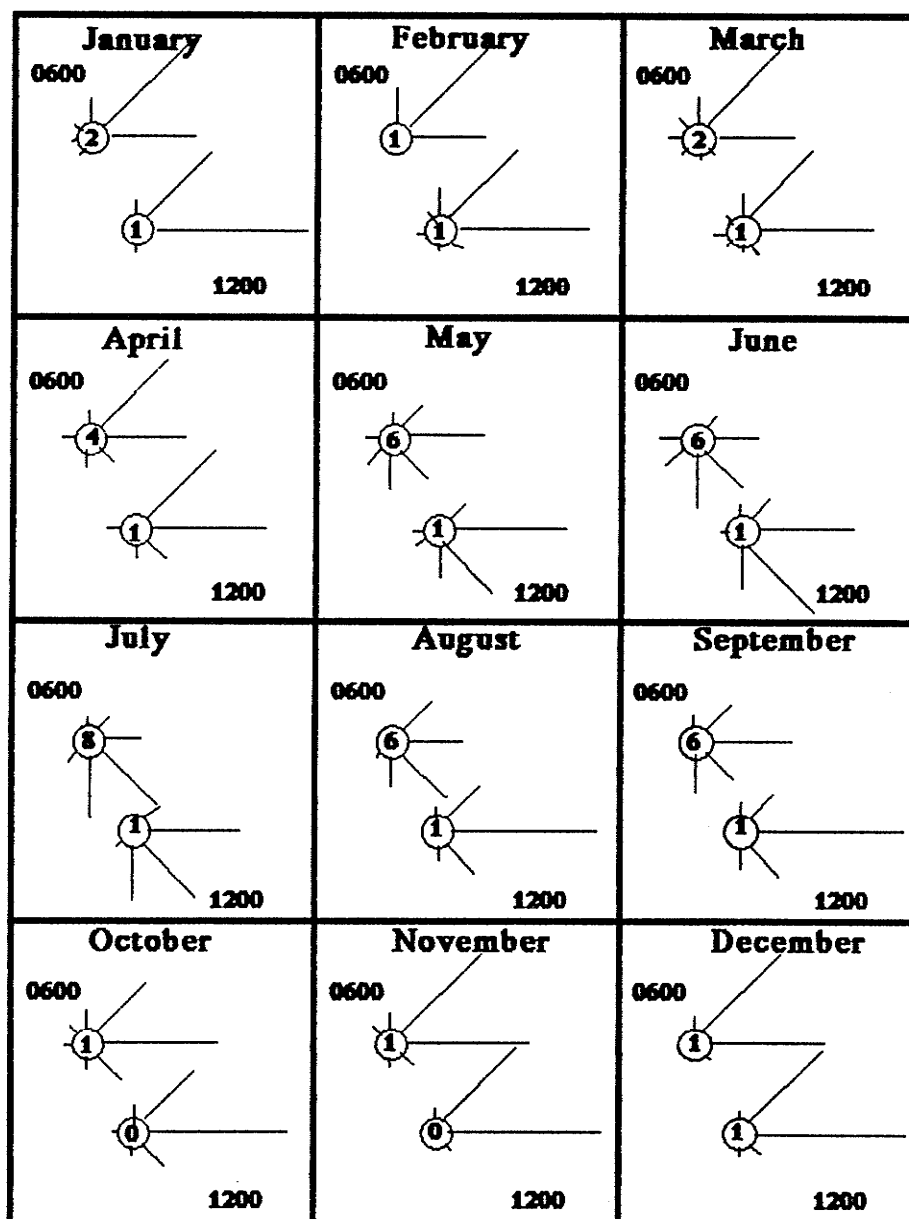 January February March
0600 0600 0600
2 1 2
1 1 1
1200 1200 1200
April May June
0600 0600 0600
4 6 6
1 1 1
1200 1200 1200
July August September
0600 0600 0600
8 6 6
1 1 1
1200 1200 1200
October November December
0600 0600 0600
1 1 1
0 0 1
1200 1200 1200